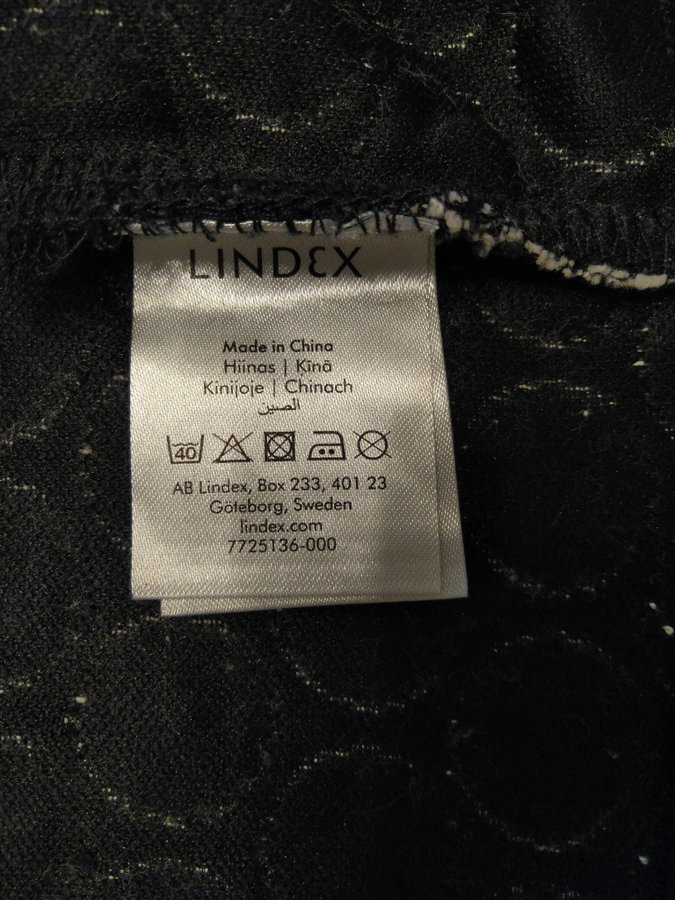 LINDEX
Made in China
Hiinas | Ķīnā
Kinijoje | Chinach
الصين
40
AB Lindex, Box 233, 401 23
Göteborg, Sweden
lindex.com
7725136-000